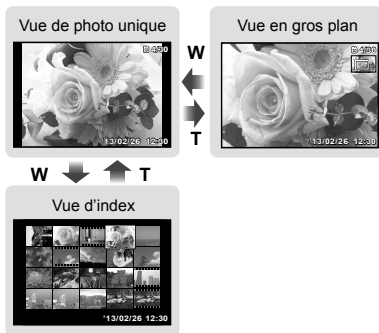 Vue de photo unique
4/30
'13/02/26 12:30
W
T
Vue en gros plan
4/30
'13/02/26 12:30
W
T
Vue d'index
'13/02/26 12:30